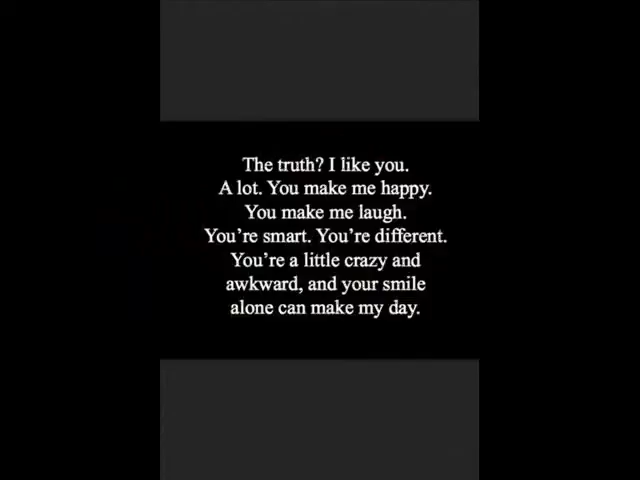 The truth? I like you.
A lot. You make me happy.
You make me laugh.
You’re smart. You’re different.
You’re a little crazy and
awkward, and your smile
alone can make my day.